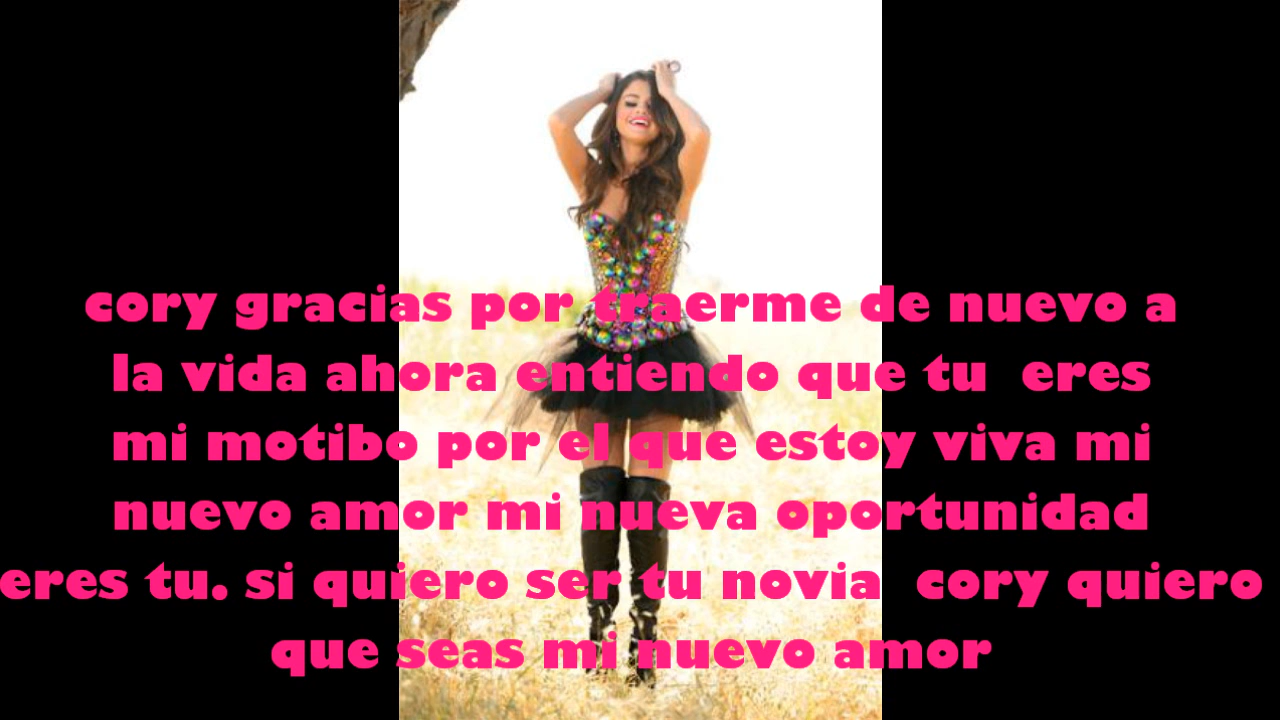 cory gracias por traerme de nuevo a
la vida ahora entiendo que tu  eres
mi motibo por el que estoy viva mi
nuevo amor mi nueva oportunidad
eres tu. si quiero ser tu novia  cory quiero
que seas mi nuevo amor